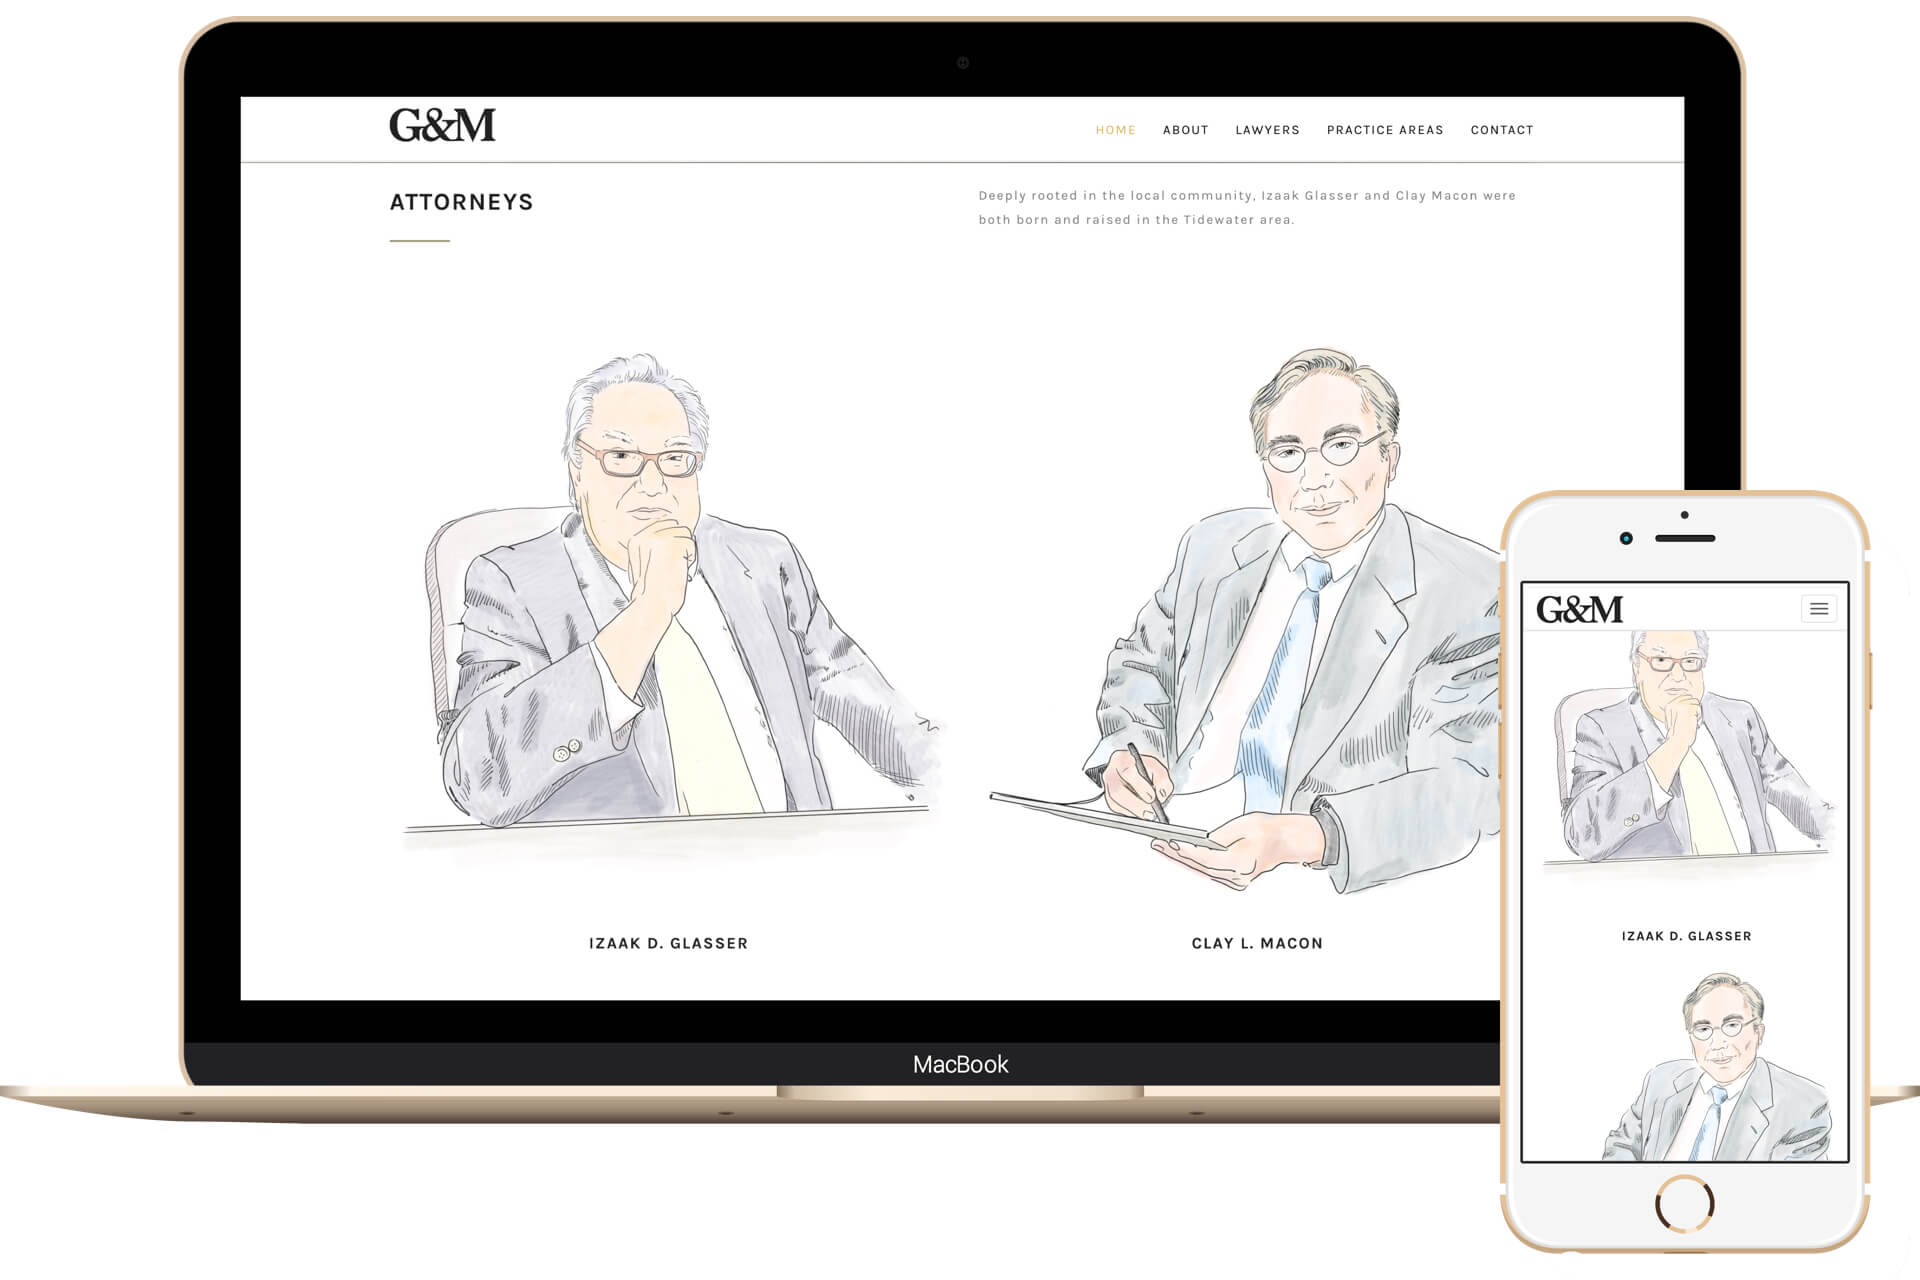 G&M
HOME ABOUT LAWYERS PRACTICE AREAS CONTACT
ATTORNEYS
Deeply rooted in the local community, Izaak Glasser and Clay Macon were
both born and raised in the Tidewater area.
IZAAK D. GLASSER
CLAY L. MACON
MacBook
G&M
IZAAK D. GLASSER